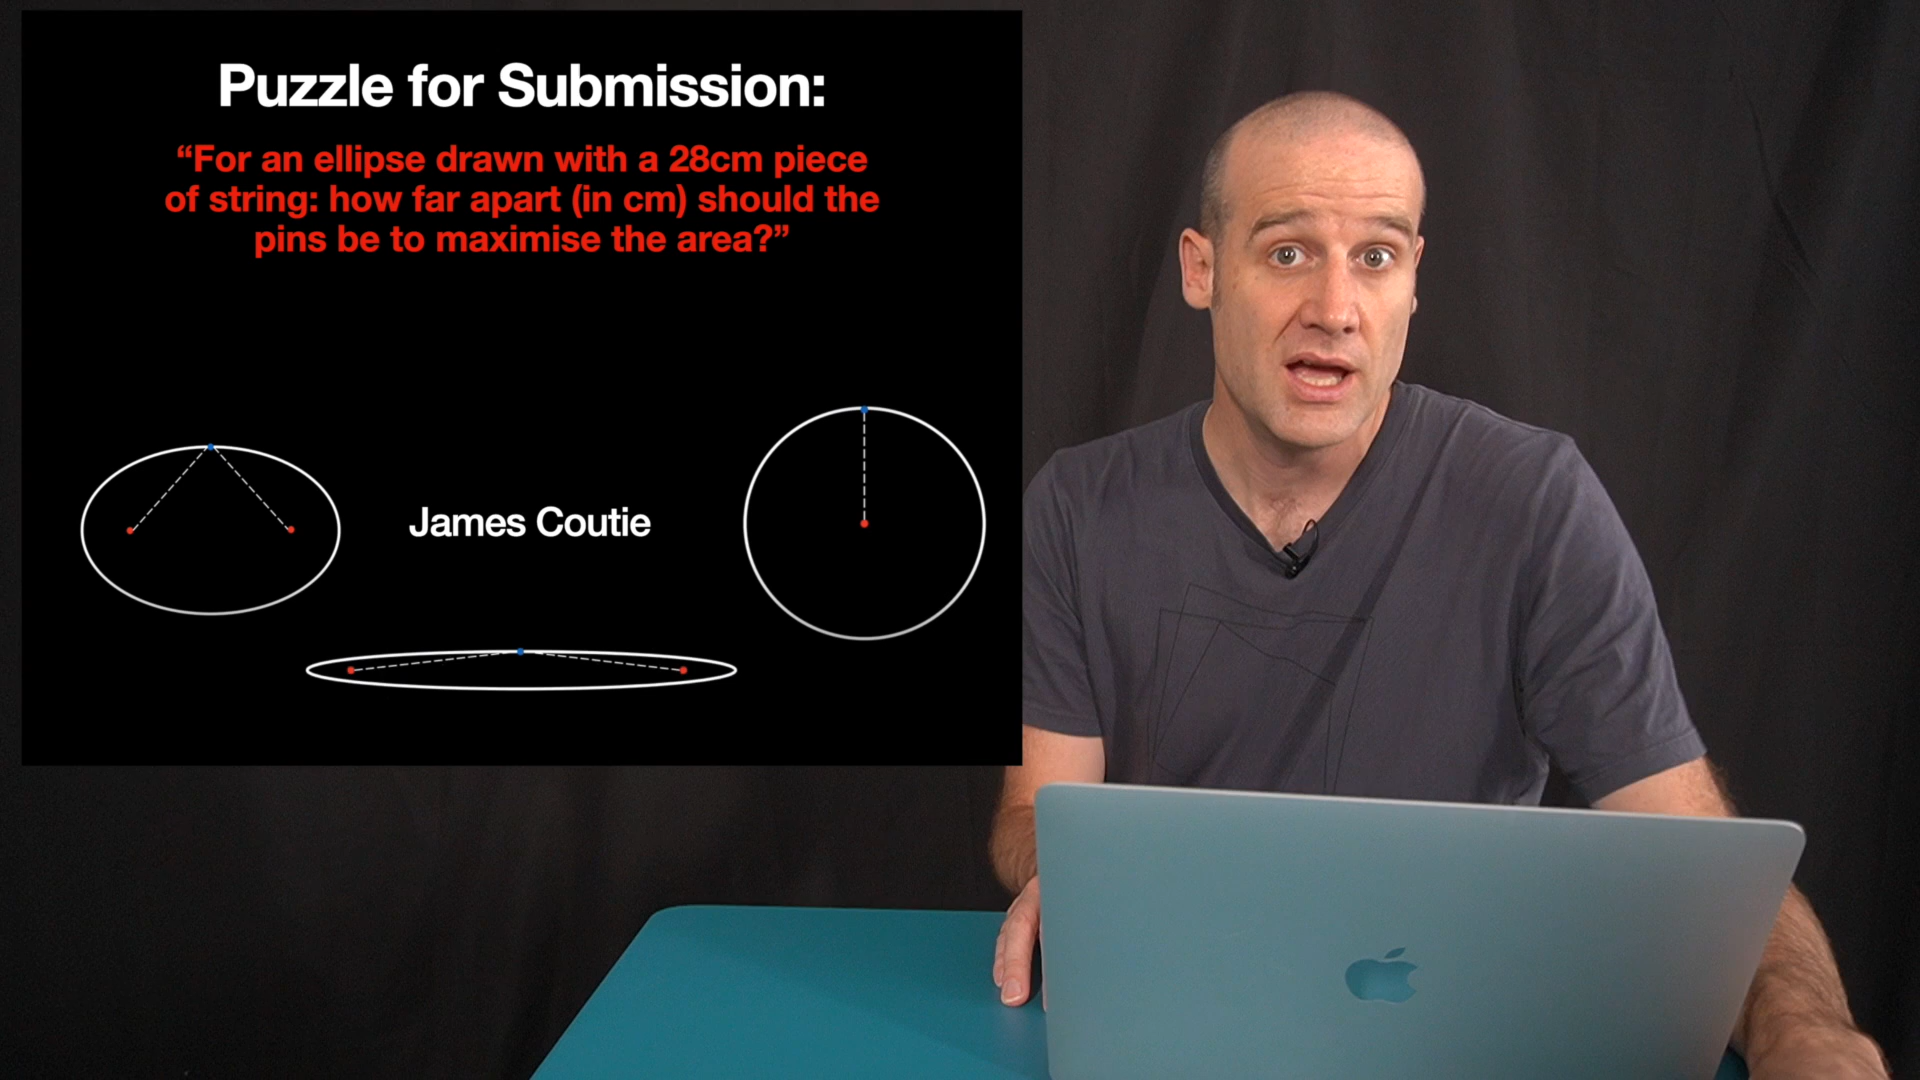 Puzzle for Submission:
“For an ellipse drawn with a 28cm piece
of string: how far apart (in cm) should the
pins be to maximise the area?”
James Coutie